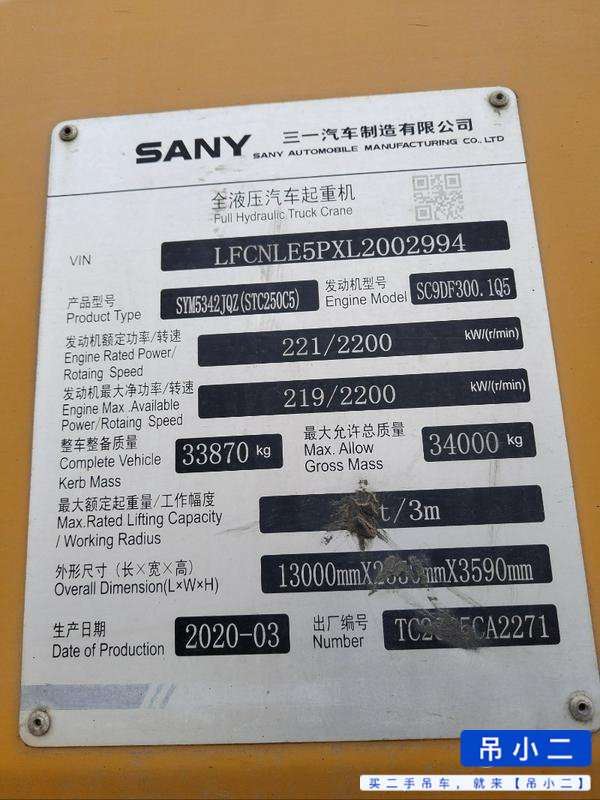 SANY 三一汽车制造有限公司
SANY AUTOMOBILE MANUFACTURING CO., LTD
全液压汽车起重机
Full Hydraulic Truck Crane
VIN LFCNLE5PXL2002994
产品型号 Product Type SYM5342JQZ(STC250C5) 发动机型号 Engine Model SC9DF300.1Q5
发动机额定功率/转速
Engine Rated Power/ 221/2200 kW/(r/min)
Rotaing Speed
发动机最大净功率/转速
Engine Max .Available 219/2200 kW/(r/min)
Power/Rotaing Speed
整车整备质量 最大允许总质量
Complete Vehicle 33870 kg Max. Allow 34000 kg
Kerb Mass Gross Mass
最大额定起重量/工作幅度
Max.Rated Lifting Capacity t/3m
/ Working Radius
外形尺寸（长×宽×高） 13000mmX mmX3590mm
Overall Dimension(L×W×H)
生产日期 2020-03 出厂编号
Date of Production Number CA2271
吊小二
买二手吊车，就来【吊小二】